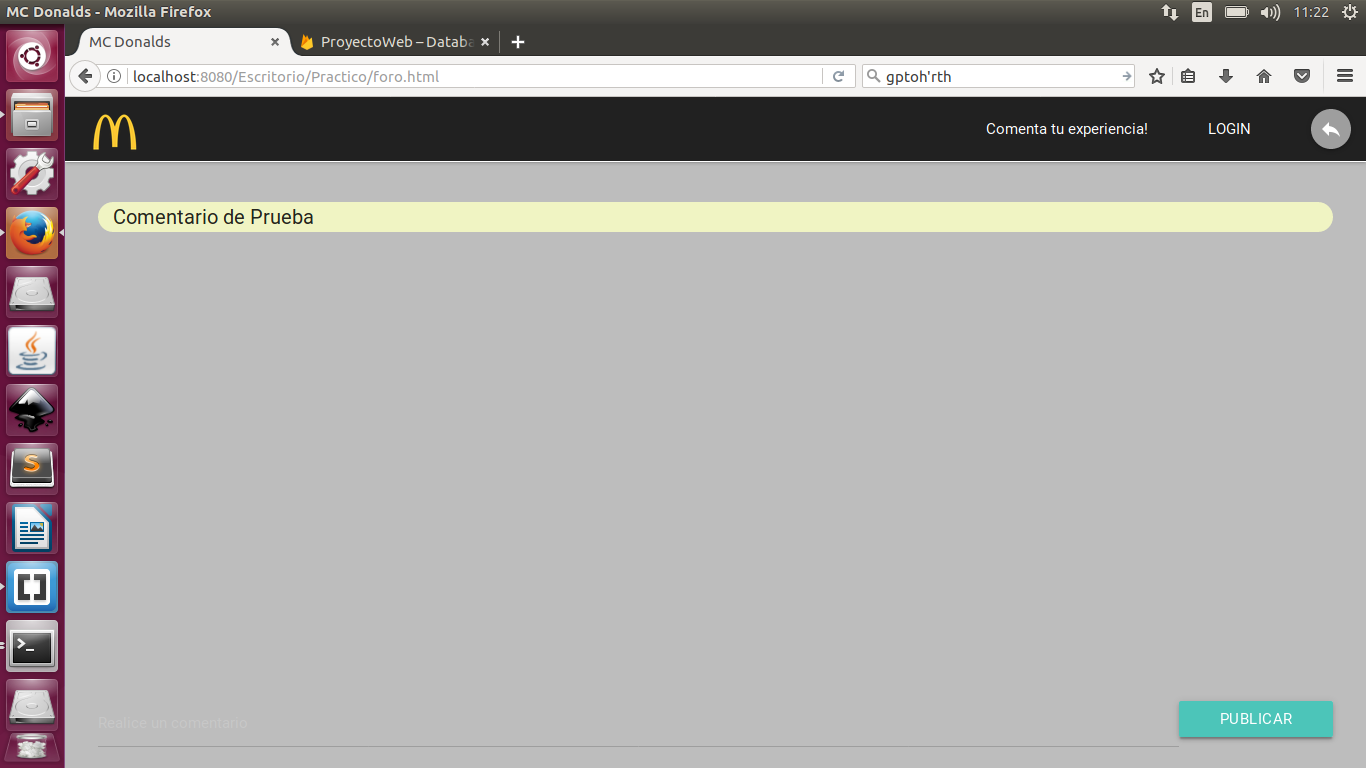 MC Donalds - Mozilla Firefox
En
11:22
MC Donalds
ProyectoWeb – Databa
localhost:8080/Escritorio/Practico/foro.html
gptoh'rth
Comenta tu experiencia!
LOGIN
Comentario de Prueba
Realice un comentario
PUBLICAR